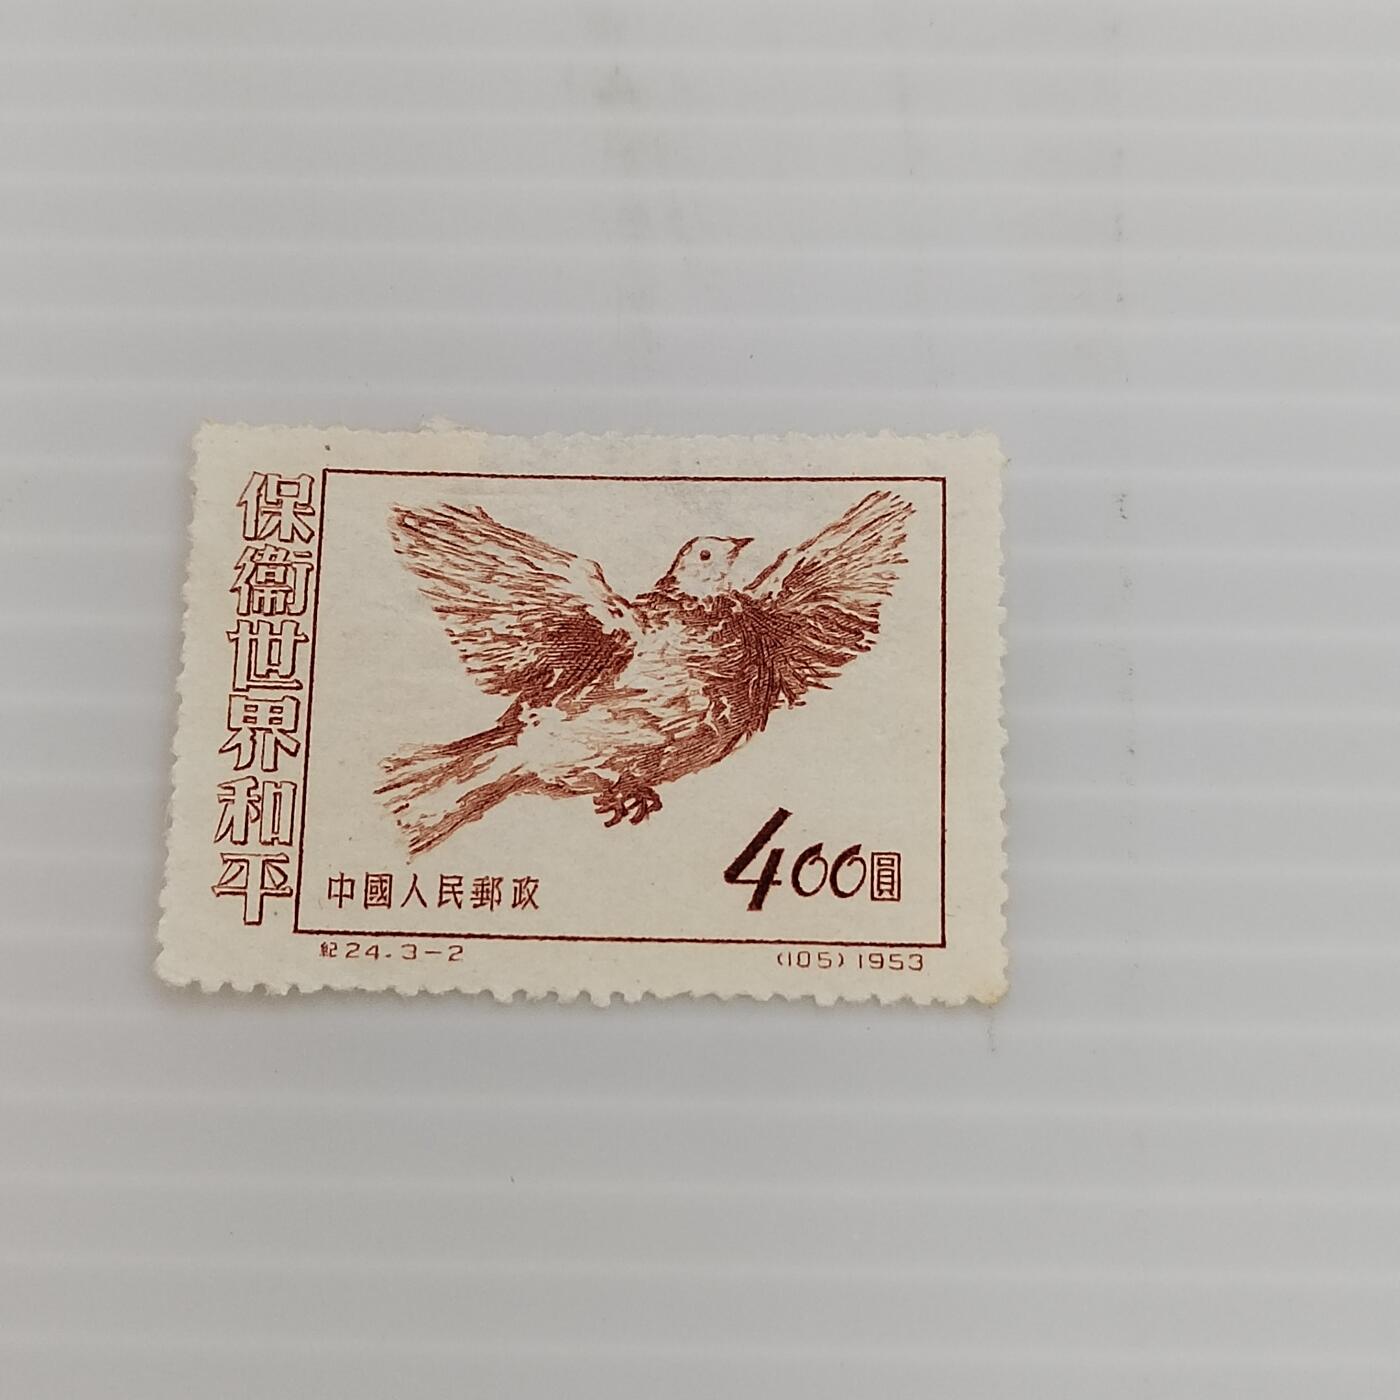 保衞世界和平
中國人民郵政
400圓
紀24.3-2
(105)1953